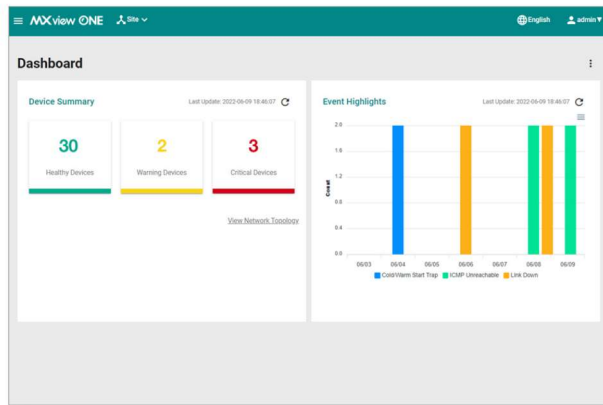 MXview ONE Site English admin
Dashboard
Device Summary Last Update: 2022-06-09 18:46:07
30 2 3
Healthy Devices Warning Devices Critical Devices
View Network Topology
Event Highlights Last Update: 2022-06-09 18:46:07
2.0
1.6
1.2
0.8
0.4
0.0
Count
06/03 06/04 06/05 06/06 06/07 06/08 06/09
Cold/Warm Start Trap ICMP Unreachable Link Down